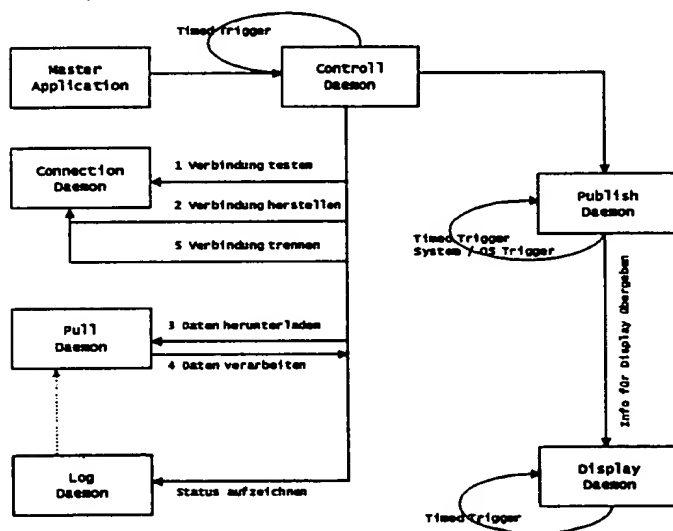 Timed Trigger
Master
Application
Controll
Daemon
Connection
Daemon
1 Verbindung testen
2 Verbindung herstellen
5 Verbindung trennen
Publish
Daemon
Timed Trigger
System / OS Trigger
Pull
Daemon
3 Daten herunterladen
4 Daten verarbeiten
Info für Display übergeben
Log
Daemon
Status aufzeichnen
Display
Daemon
Timed Trigger